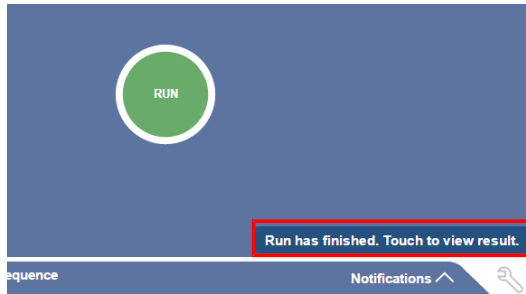 RUN
Run has finished. Touch to view result.
equence
Notifications